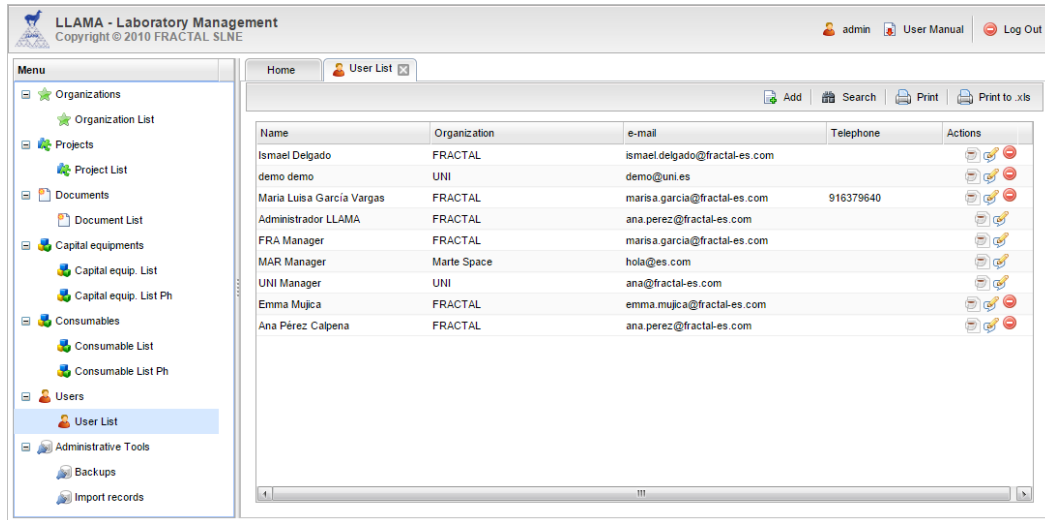 LLAMA - Laboratory Management
Copyright © 2010 FRACTAL SLNE
admin User Manual Log Out
Menu
Organizations
Organization List
Projects
Project List
Documents
Document List
Capital equipments
Capital equip. List
Capital equip. List Ph
Consumables
Consumable List
Consumable List Ph
Users
User List
Administrative Tools
Backups
Import records
Home User List
Add Search Print Print to .xls
Name Organization e-mail Telephone Actions
Ismael Delgado FRACTAL ismael.delgado@fractal-es.com
demo demo UNI demo@uni.es
Maria Luisa García Vargas FRACTAL marisa.garcia@fractal-es.com 916379640
Administrador LLAMA FRACTAL ana.perez@fractal-es.com
FRA Manager FRACTAL marisa.garcia@fractal-es.com
MAR Manager Marte Space hola@es.com
UNI Manager UNI ana@fractal-es.com
Emma Mujica FRACTAL emma.mujica@fractal-es.com
Ana Pérez Calpena FRACTAL ana.perez@fractal-es.com